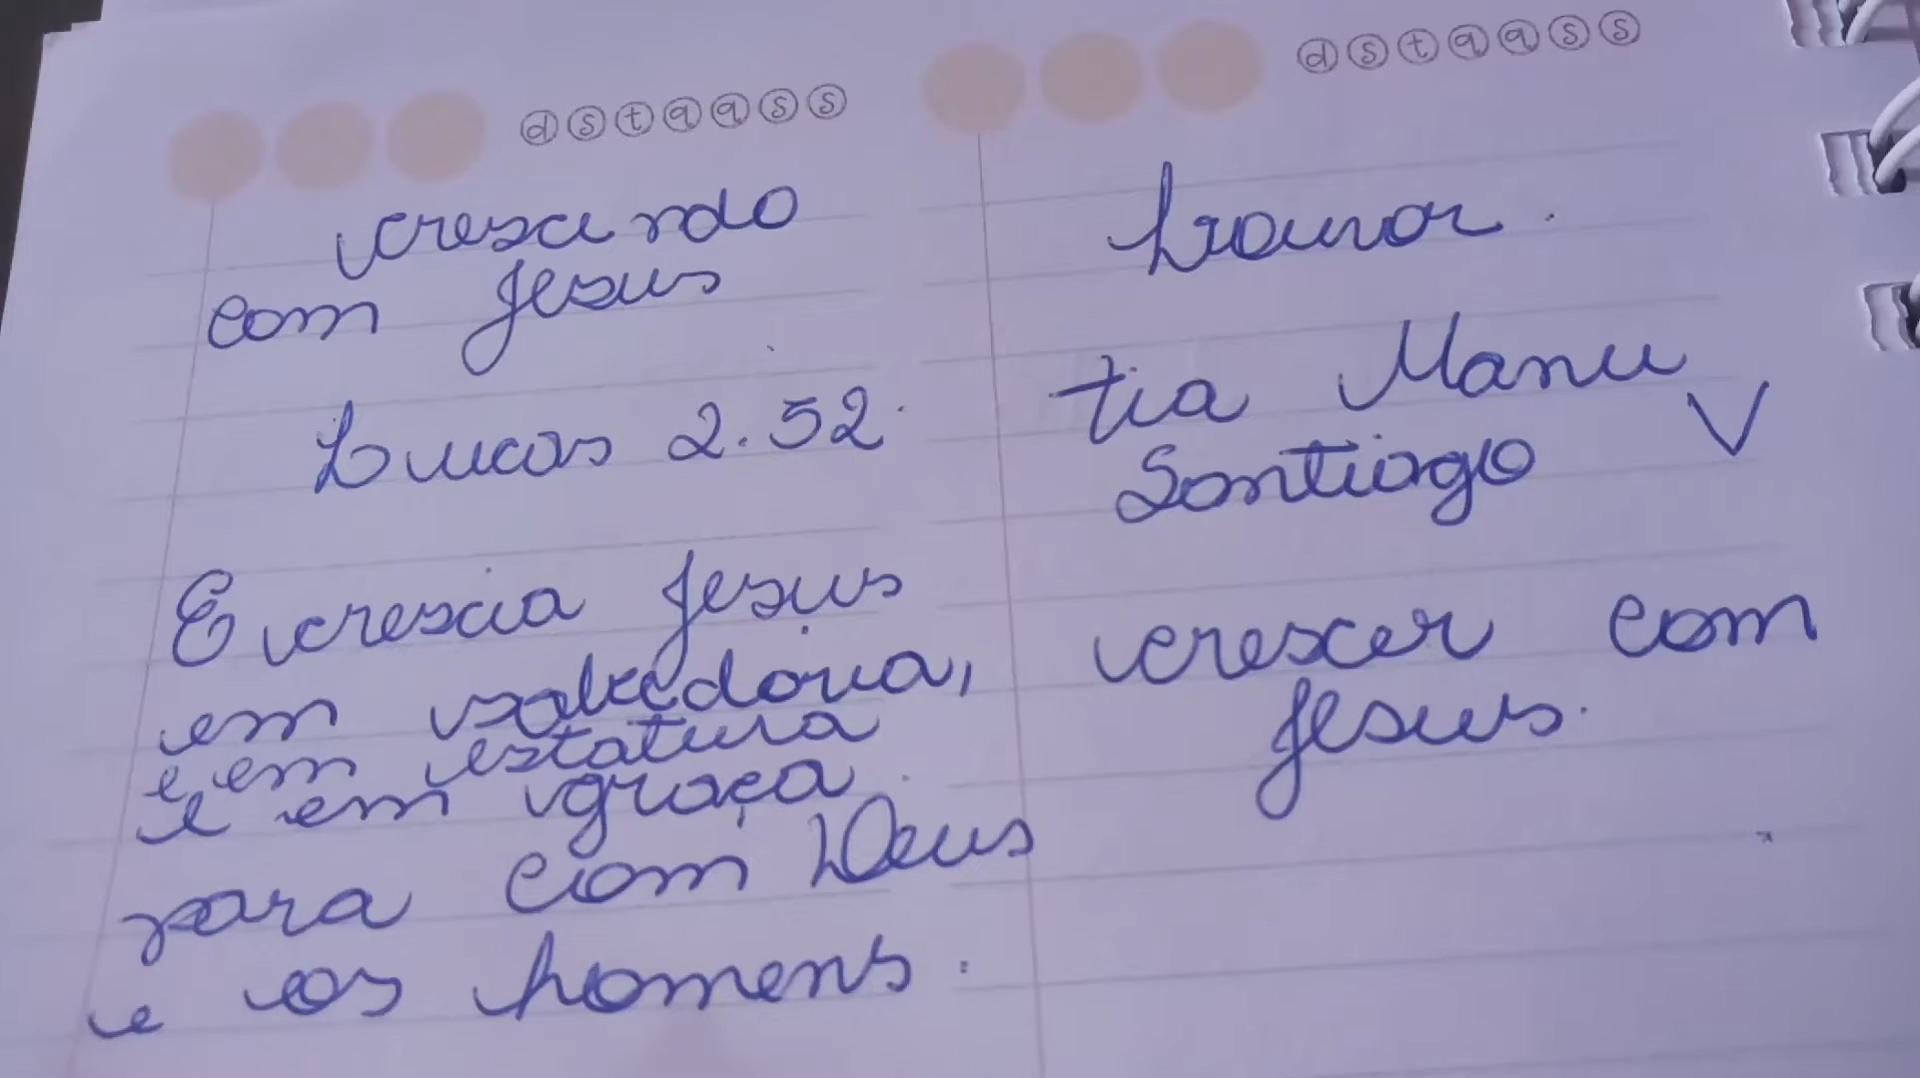 d s t q q s s
crescendo
com Jesus
Lucas 2.52.
E crescia Jesus
em sabedoria,
e em estatura
e em graça
para com Deus
e os homens.
d s t q q s s
Louvor.
tia Manu
Santiago
crescer com
Jesus.